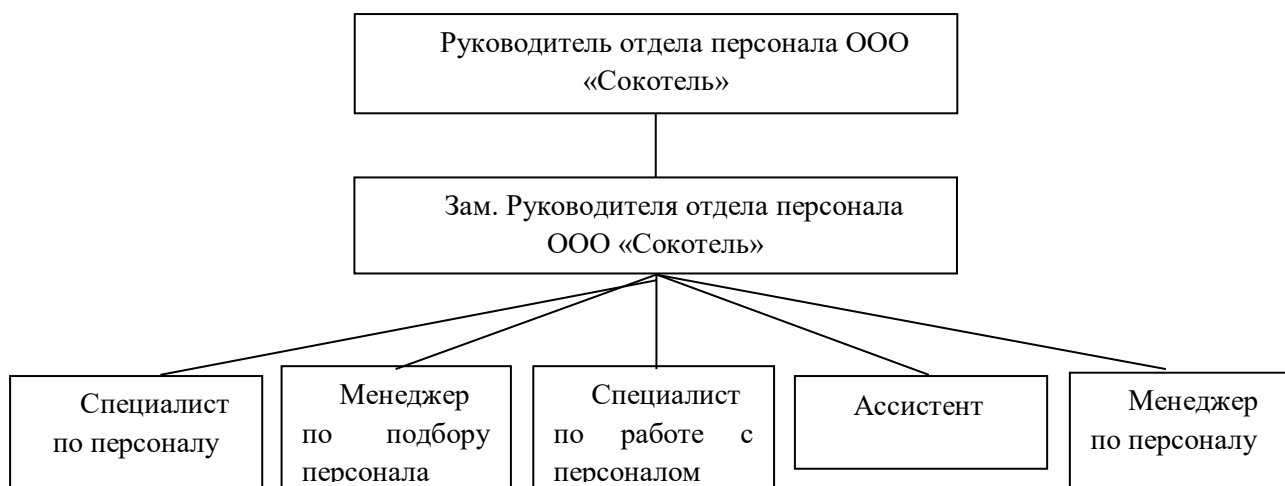 Руководитель отдела персонала ООО
«Сокотель»
Зам. Руководителя отдела персонала
ООО «Сокотель»
Специалист
по персоналу
Менеджер
по подбору
персонала
Специалист
по работе с
персоналом
Ассистент
Менеджер
по персоналу